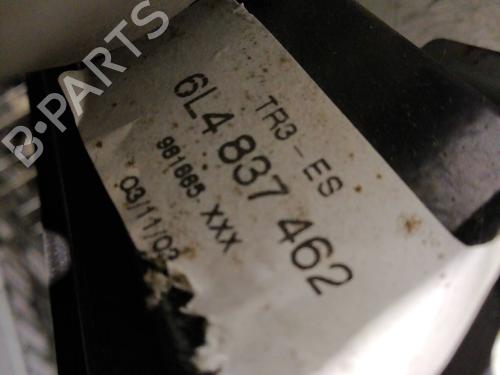 B-PARTS
TR3-ES
6L4 837 462
981665-XXX
03/11/03